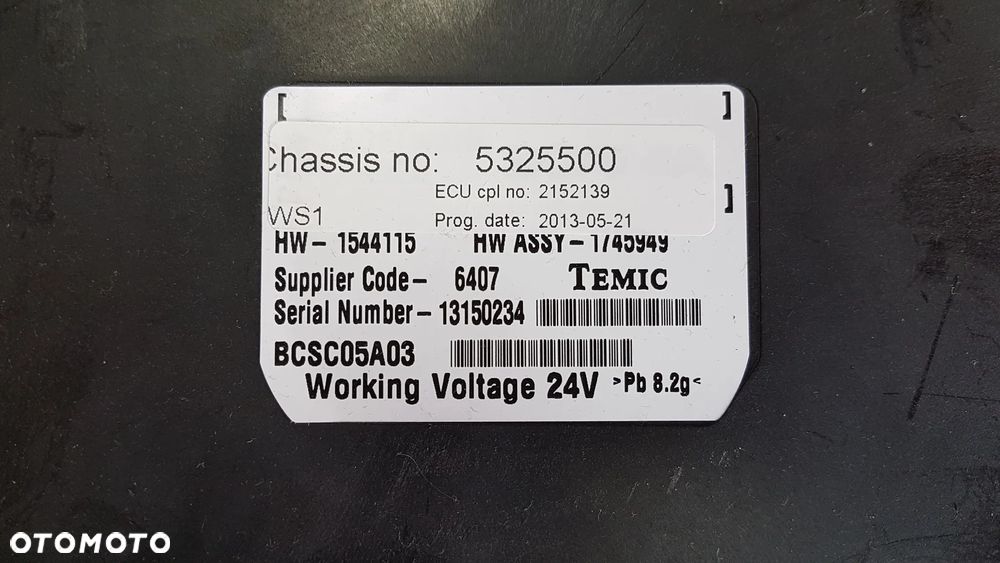 [ ]
Chassis no: 5325500
ECU cpl no: 2152139
]
WS1 Prog. date: 2013-05-21
HW- 1544115 HW ASSY- 1745949
Supplier Code- 6407 TEMIC
Serial Number- 13150234
BCSC05A03
Working Voltage 24V >Pb 8.2g<
OTOMOTO